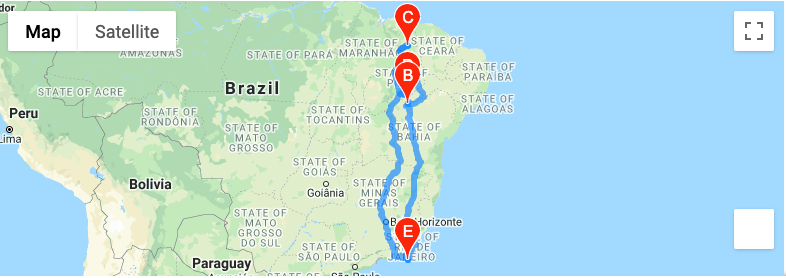 dor
Map
Satellite
AMAZONAS
STATE OF PARÁ
STATE OF
MARANHÃO
C
STATE OF
CEARÁ
STATE
P
B
STATE OF
PARAÍBA
STATE OF ACRE
Brazil
STATE OF
ALAGOAS
Peru
Lima
STATE OF
RONDÔNIA
STATE OF
TOCANTINS
STATE OF
MATO
GROSSO
STATE OF
BAHIA
STATE OF
GOIÁS
Bolivia
Goiânia
STATE OF
MINAS
GERAIS
STATE OF
MATO
GROSSO
DO SUL
Horizonte
E
STATE OF
SÃO PAULO
STATE OF
RIO DE
JANEIRO
Paraguay
São Paulo